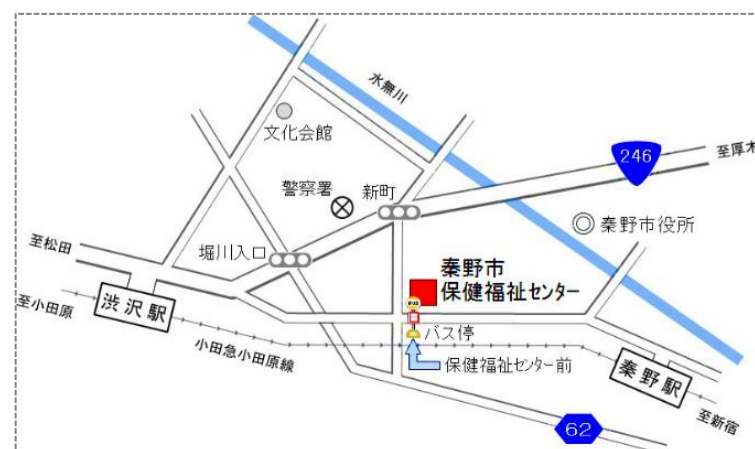 水無川
文化会館
246
至厚木
警察署
新町
秦野市役所
堀川入口
至松田
秦野市
保健福祉センター
至小田原
渋沢駅
BUS
バス停
小田急小田原線
保健福祉センター前
秦野駅
至新宿
62